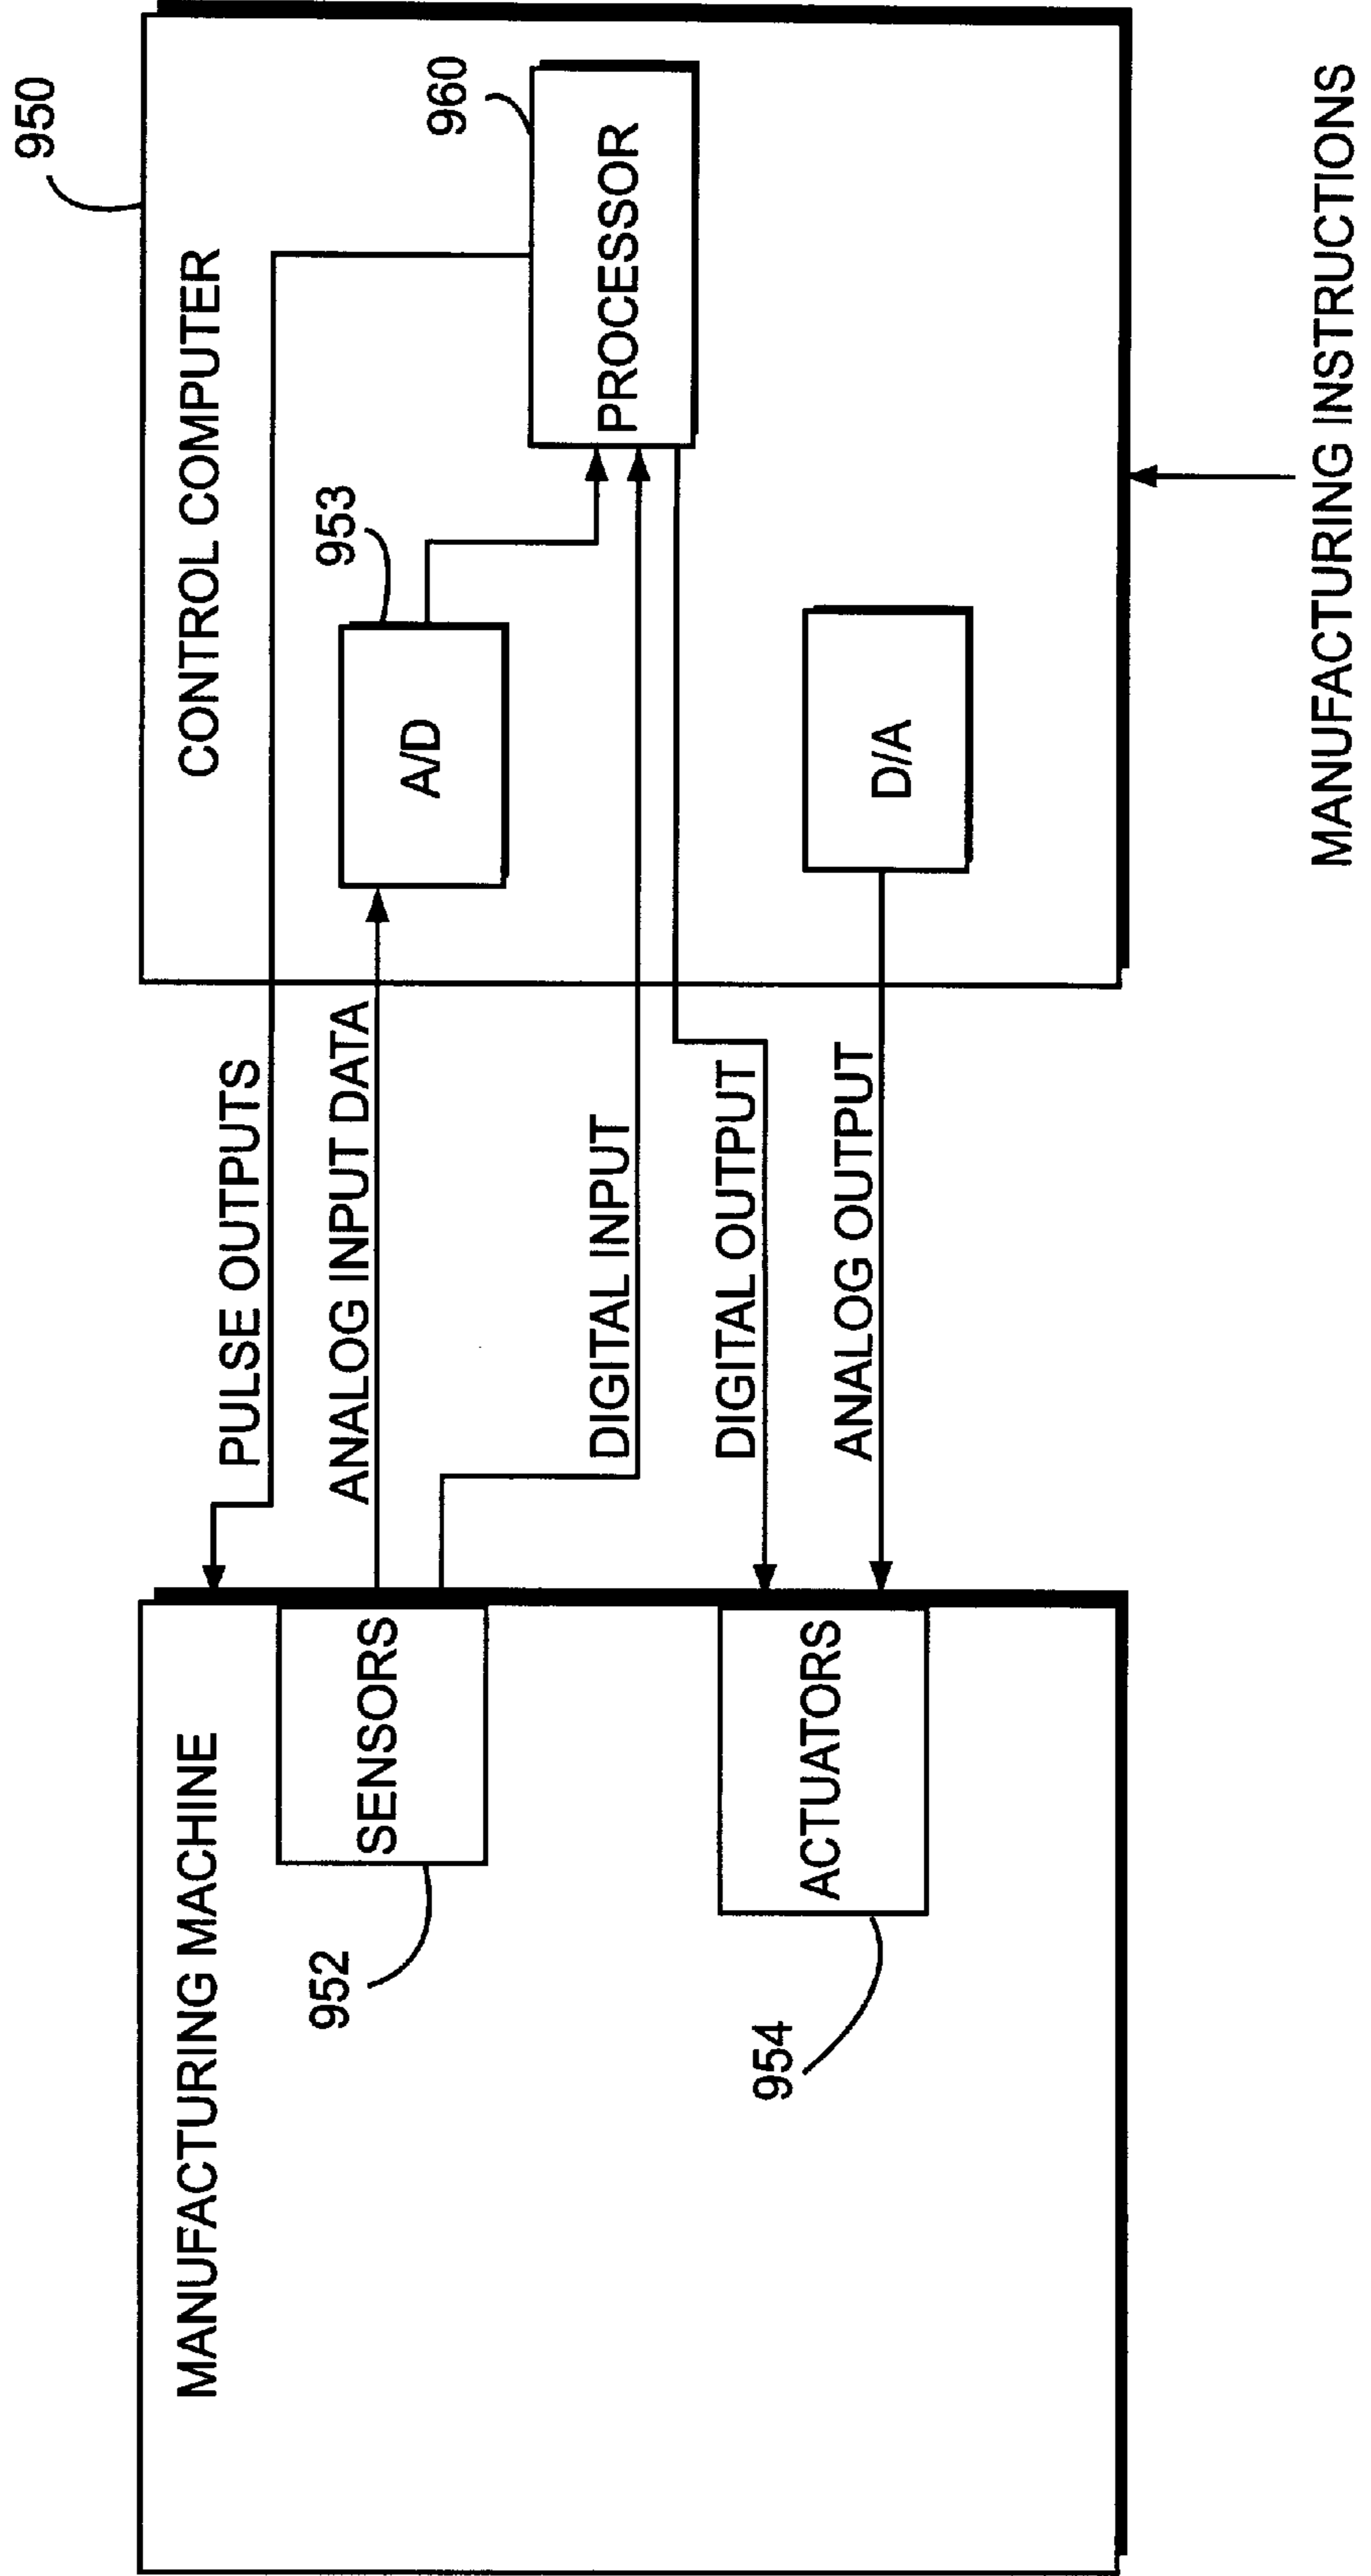 MANUFACTURING MACHINE
SENSORS
952
ACTUATORS
954
PULSE OUTPUTS
ANALOG INPUT DATA
DIGITAL INPUT
DIGITAL OUTPUT
ANALOG OUTPUT
950
CONTROL COMPUTER
953
A/D
960
PROCESSOR
D/A
MANUFACTURING INSTRUCTIONS